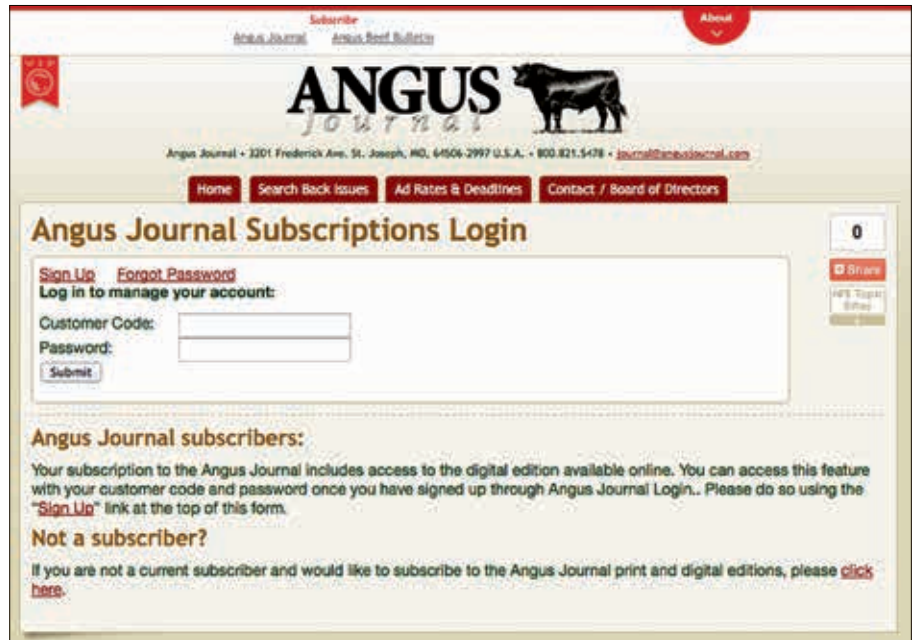 Subscribe
Angus Journal Angus Beef Bulletin
About
VIP
ANGUS
Journal
Angus Journal • 3201 Frederick Ave. St. Joseph, MO, 64506-2997 U.S.A. • 800.821.5478 • journal@angusjournal.com
Home Search Back Issues Ad Rates & Deadlines Contact / Board of Directors
Angus Journal Subscriptions Login
0
Share
Sign Up Forgot Password
Log in to manage your account:
Customer Code:
Password:
Submit
Angus Journal subscribers:
Your subscription to the Angus Journal includes access to the digital edition available online. You can access this feature
with your customer code and password once you have signed up through Angus Journal Login.. Please do so using the
"Sign Up" link at the top of this form.
Not a subscriber?
If you are not a current subscriber and would like to subscribe to the Angus Journal print and digital editions, please click
here.